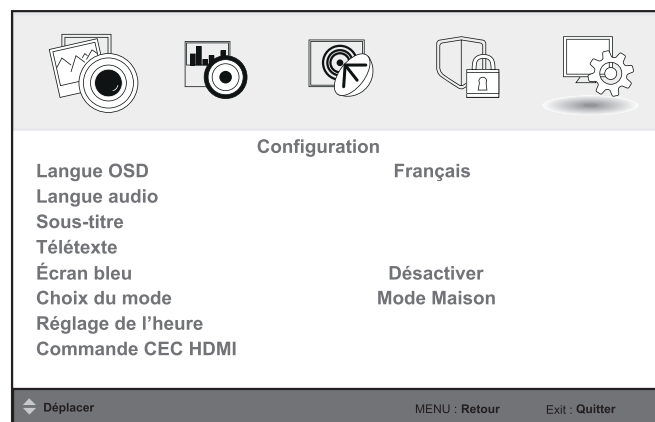 Configuration
Langue OSD Français
Langue audio
Sous-titre
Télétexte
Écran bleu Désactiver
Choix du mode Mode Maison
Réglage de l’heure
Commande CEC HDMI
Déplacer MENU : Retour Exit : Quitter